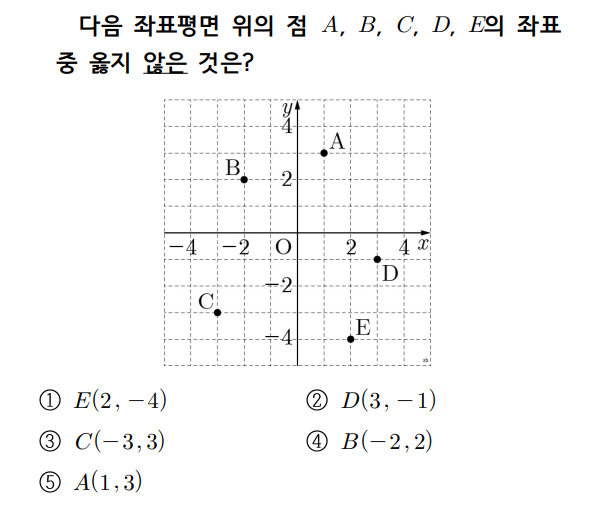 다음 좌표평면 위의 점 A, B, C, D, E의 좌표
중 옳지 않은 것은?
y
4
A
B
2
−4 −2 O 2 4 x
D
−2
C
E
−4
① E(2, −4) ② D(3, −1)
③ C(−3, 3) ④ B(−2, 2)
⑤ A(1, 3)